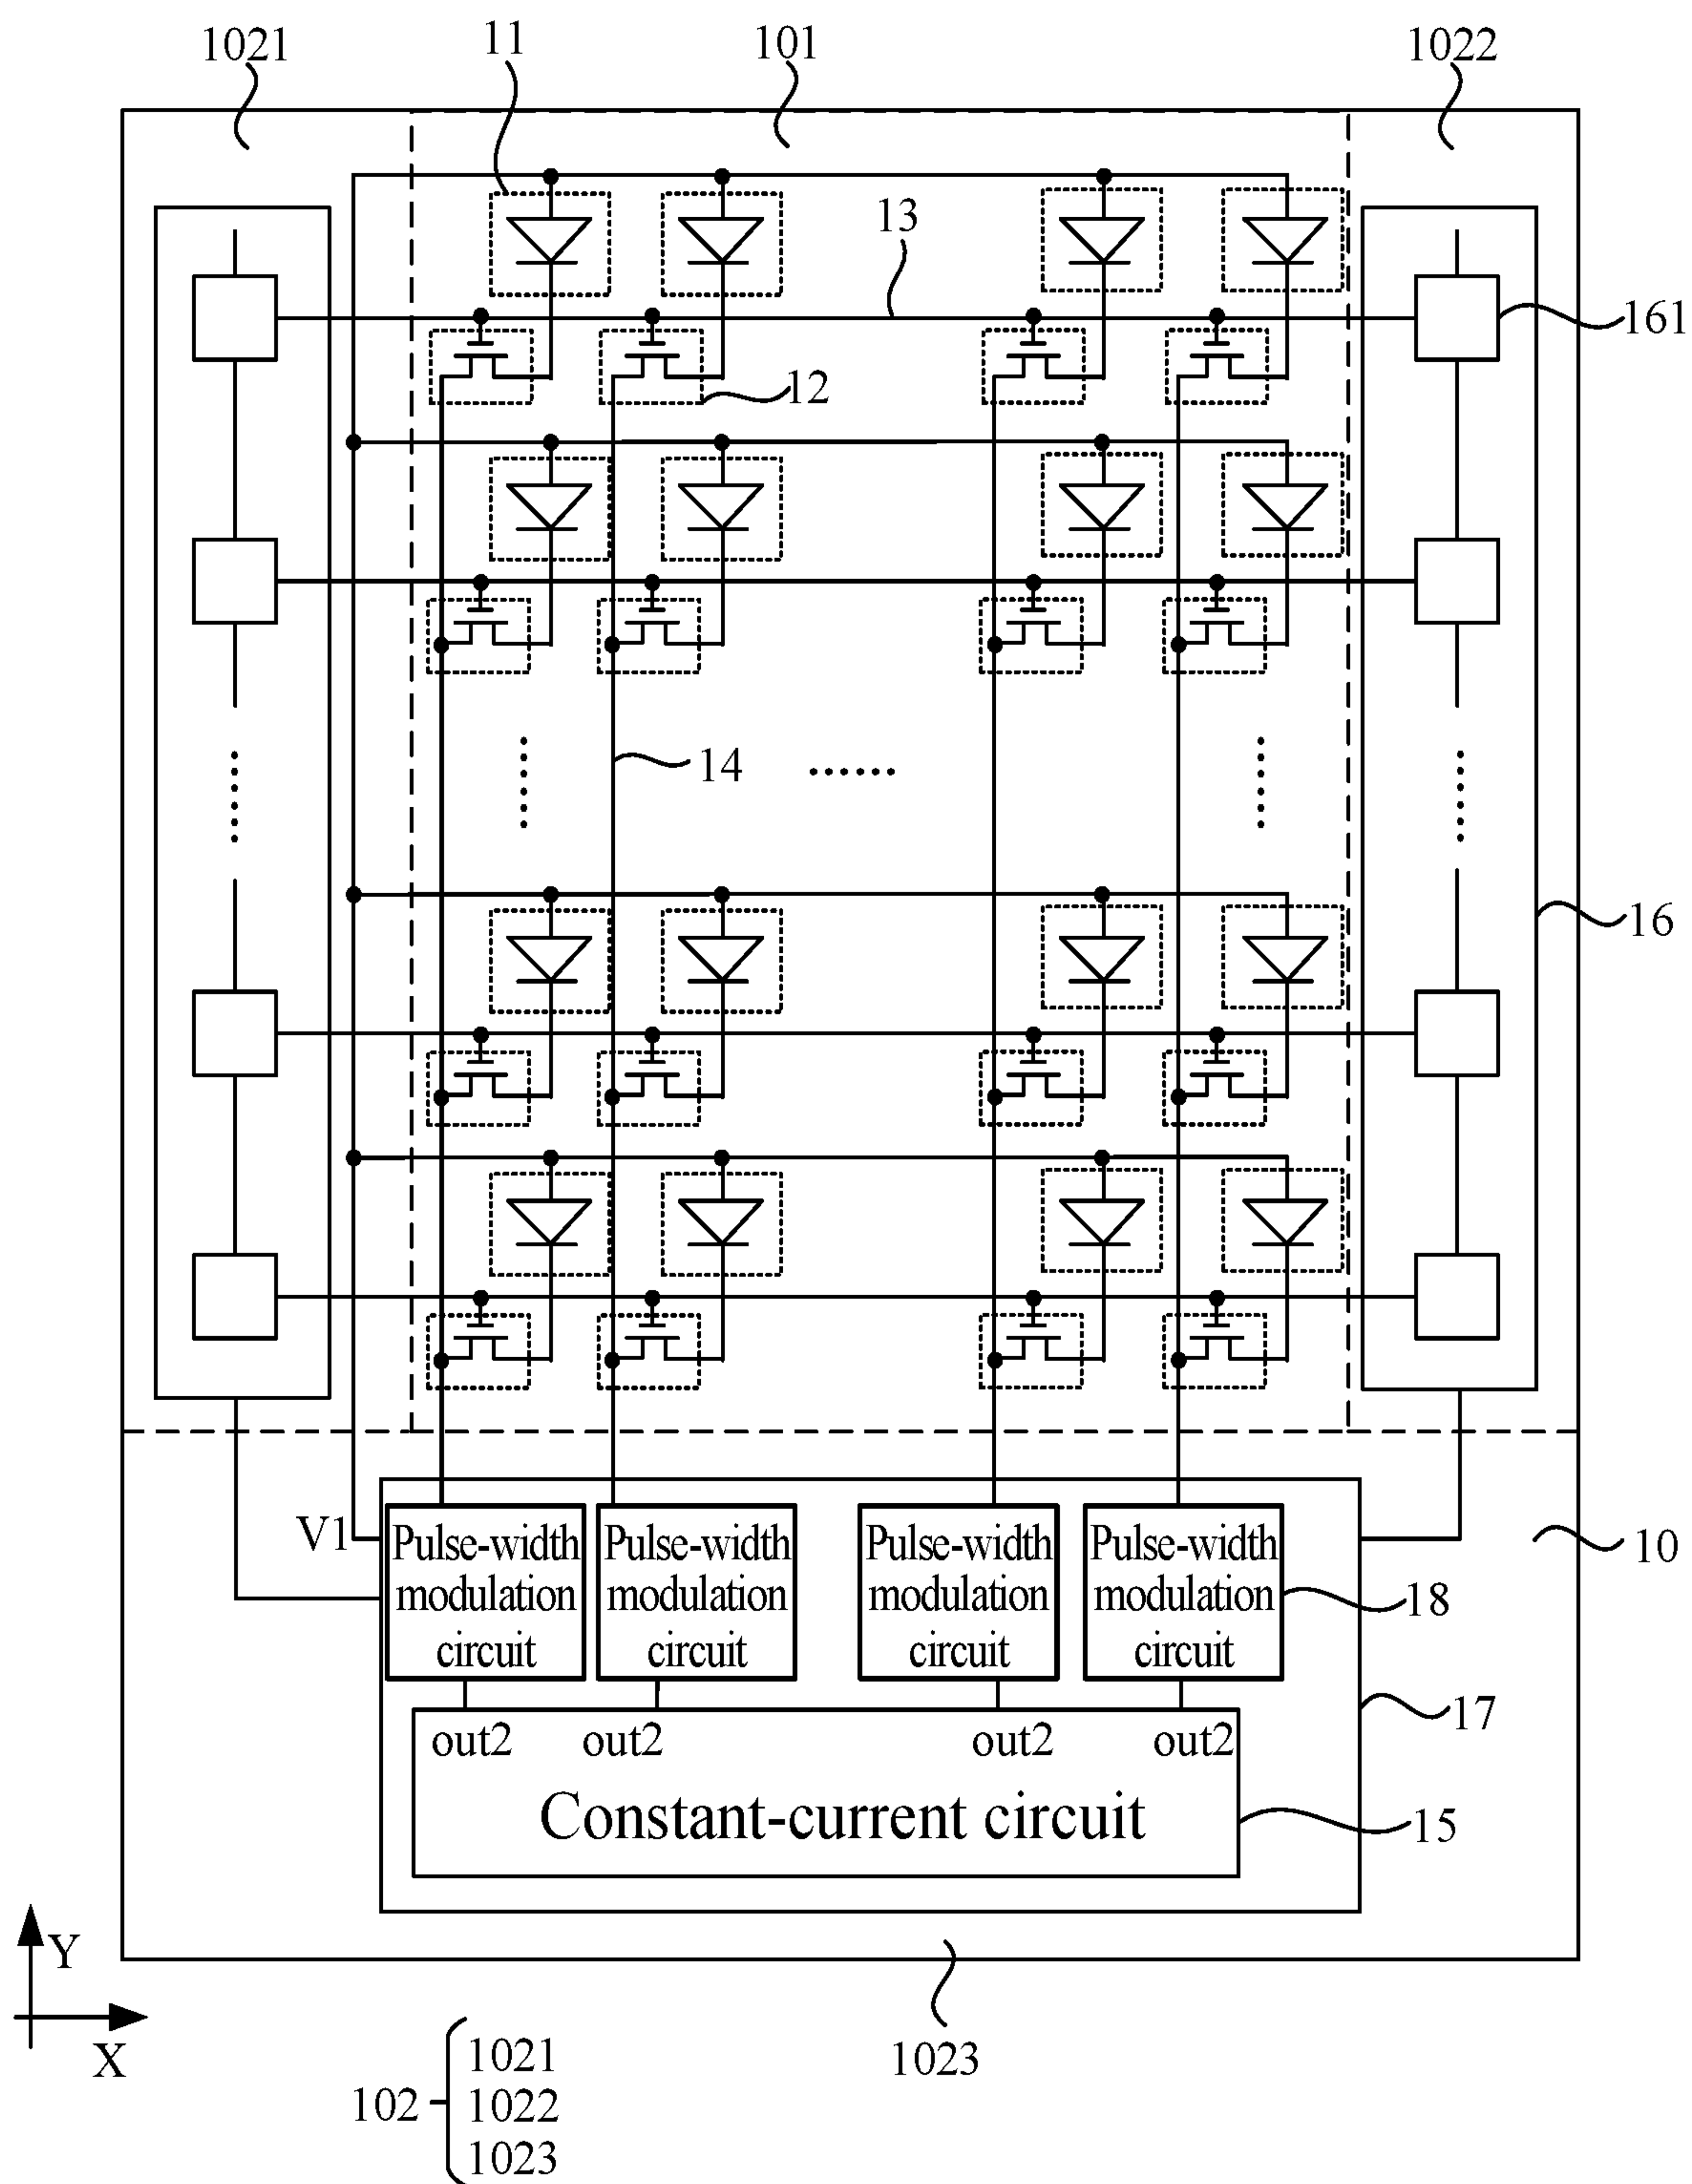 1021
11
101
1022
13
161
12
14
16
V1
Pulse-width
modulation
circuit
Pulse-width
modulation
circuit
Pulse-width
modulation
circuit
Pulse-width
modulation
circuit
10
18
17
out2
out2
out2
out2
Constant-current circuit
15
Y
X
1023
102
1021
1022
1023